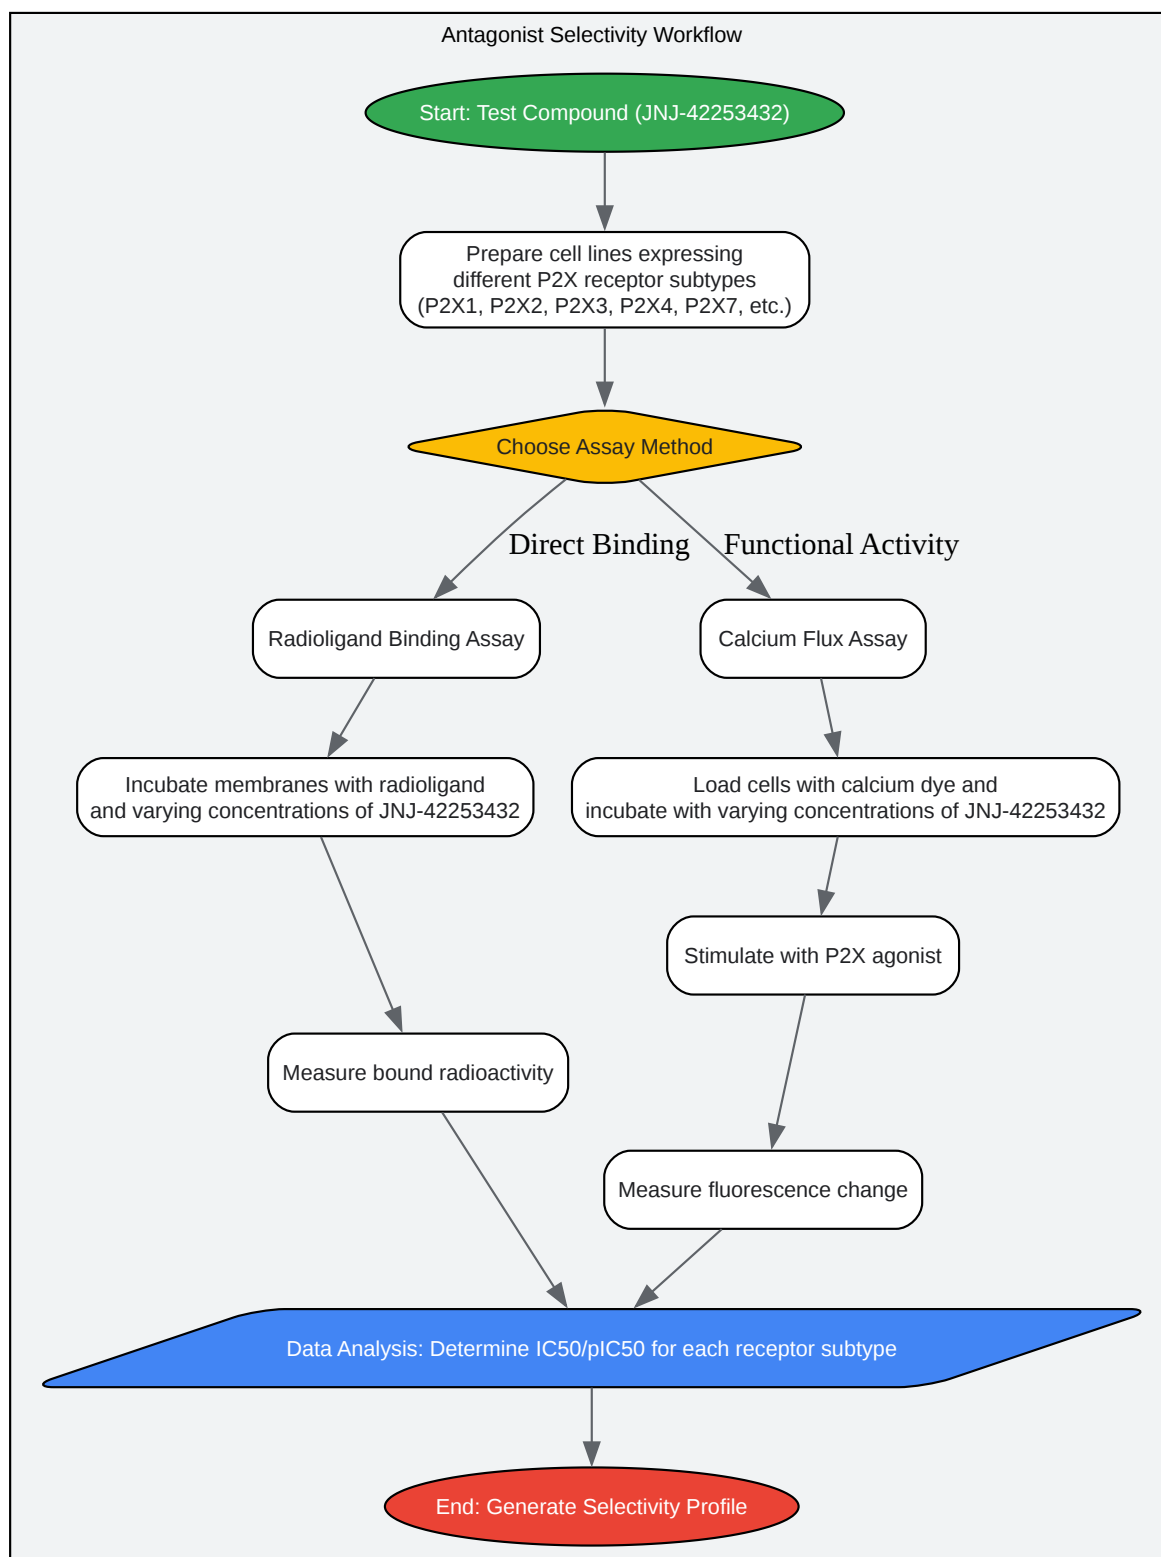 Antagonist Selectivity Workflow
Start: Test Compound (JNJ-42253432)
Prepare cell lines expressing
different P2X receptor subtypes
(P2X1, P2X2, P2X3, P2X4, P2X7, etc.)
Choose Assay Method
Direct Binding
Functional Activity
Radioligand Binding Assay
Calcium Flux Assay
Incubate membranes with radioligand
and varying concentrations of JNJ-42253432
Load cells with calcium dye and
incubate with varying concentrations of JNJ-42253432
Stimulate with P2X agonist
Measure bound radioactivity
Measure fluorescence change
Data Analysis: Determine IC50/pIC50 for each receptor subtype
End: Generate Selectivity Profile